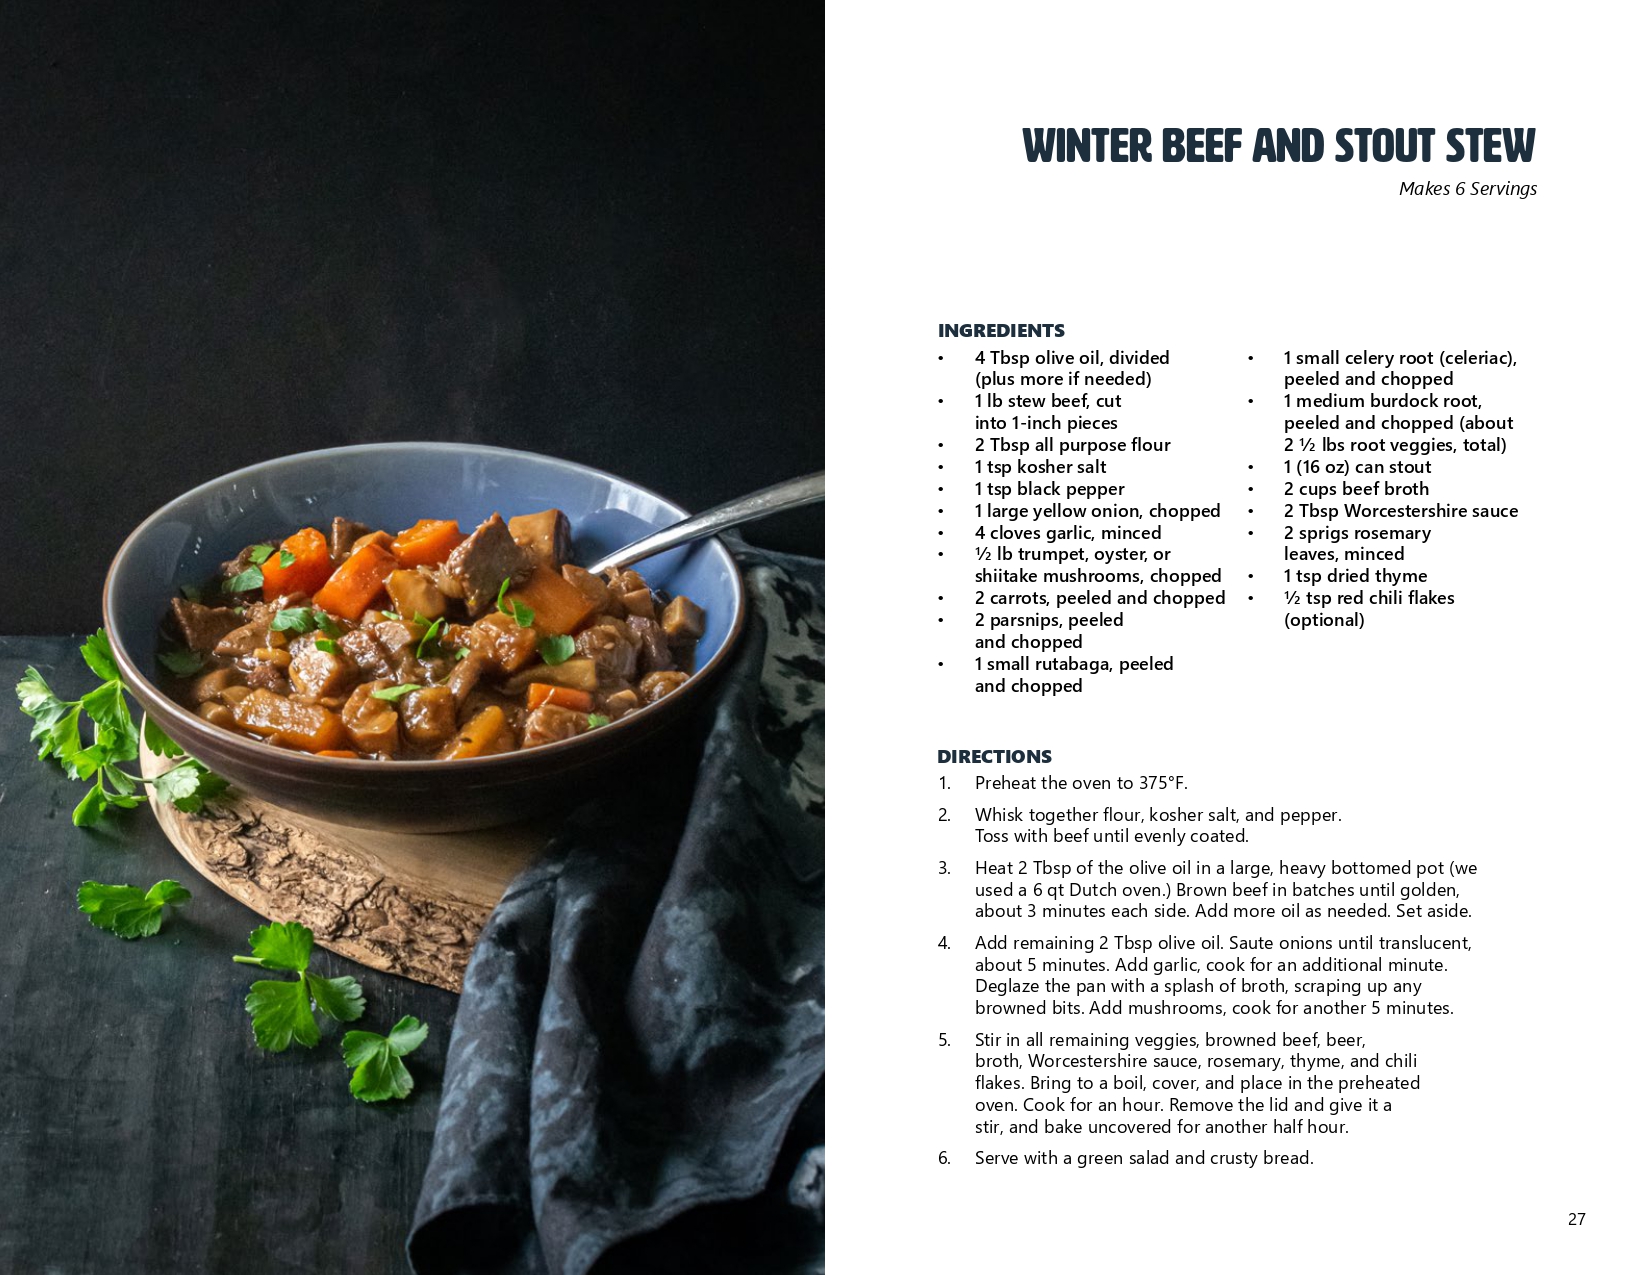 WINTER BEEF AND STOUT STEW
Makes 6 Servings
INGREDIENTS
• 4 Tbsp olive oil, divided
(plus more if needed)
• 1 lb stew beef, cut
into 1-inch pieces
• 2 Tbsp all purpose flour
• 1 tsp kosher salt
• 1 tsp black pepper
• 1 large yellow onion, chopped
• 4 cloves garlic, minced
• ½ lb trumpet, oyster, or
shiitake mushrooms, chopped
• 2 carrots, peeled and chopped
• 2 parsnips, peeled
and chopped
• 1 small rutabaga, peeled
and chopped
• 1 small celery root (celeriac),
peeled and chopped
• 1 medium burdock root,
peeled and chopped (about
2 ½ lbs root veggies, total)
• 1 (16 oz) can stout
• 2 cups beef broth
• 2 Tbsp Worcestershire sauce
• 2 sprigs rosemary
leaves, minced
• 1 tsp dried thyme
• ½ tsp red chili flakes
(optional)
DIRECTIONS
1. Preheat the oven to 375°F.
2. Whisk together flour, kosher salt, and pepper.
Toss with beef until evenly coated.
3. Heat 2 Tbsp of the olive oil in a large, heavy bottomed pot (we
used a 6 qt Dutch oven.) Brown beef in batches until golden,
about 3 minutes each side. Add more oil as needed. Set aside.
4. Add remaining 2 Tbsp olive oil. Saute onions until translucent,
about 5 minutes. Add garlic, cook for an additional minute.
Deglaze the pan with a splash of broth, scraping up any
browned bits. Add mushrooms, cook for another 5 minutes.
5. Stir in all remaining veggies, browned beef, beer,
broth, Worcestershire sauce, rosemary, thyme, and chili
flakes. Bring to a boil, cover, and place in the preheated
oven. Cook for an hour. Remove the lid and give it a
stir, and bake uncovered for another half hour.
6. Serve with a green salad and crusty bread.
27